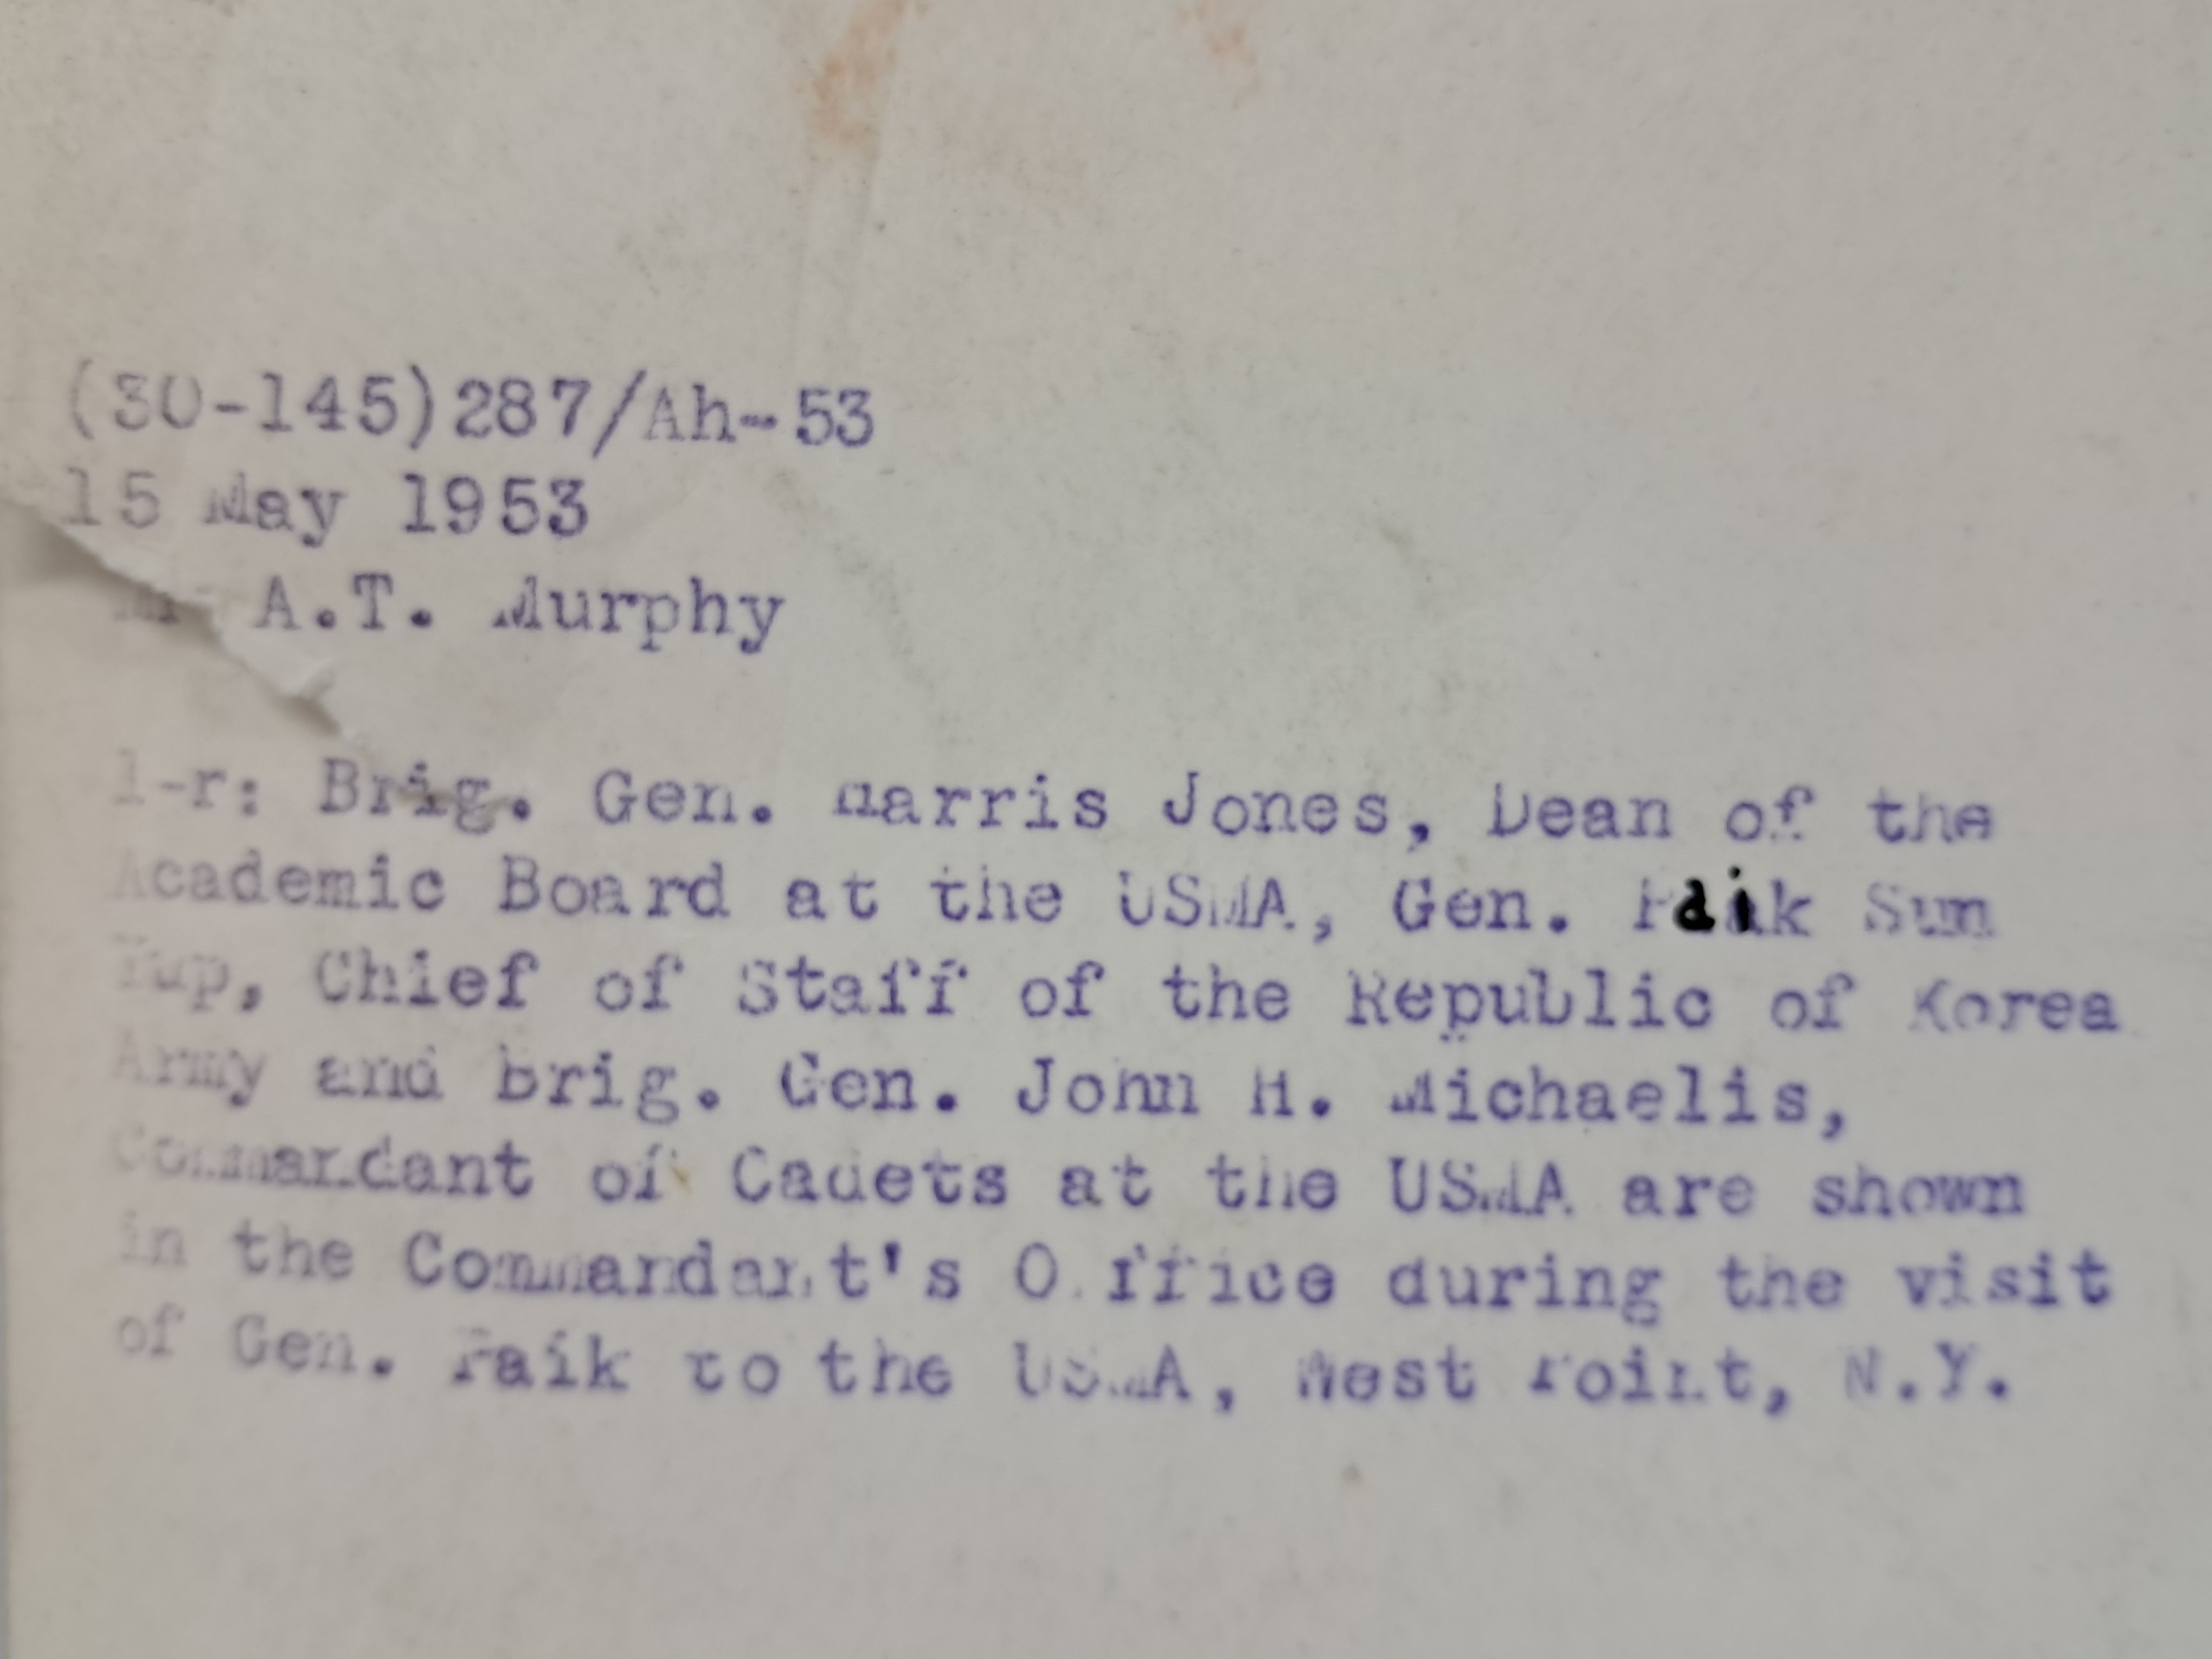 (30-145)287/Ah-53
15 May 1953
Mr A.T. Murphy
l-r: Brig. Gen. Harris Jones, Dean of the
Academic Board at the USMA, Gen. Paik Sun
Yup, Chief of Staff of the Republic of Korea
Army and Brig. Gen. John H. Michaelis,
Commandant of Cadets at the USMA are shown
in the Commandant's Office during the visit
of Gen. Paik to the USMA, West Point, N.Y.